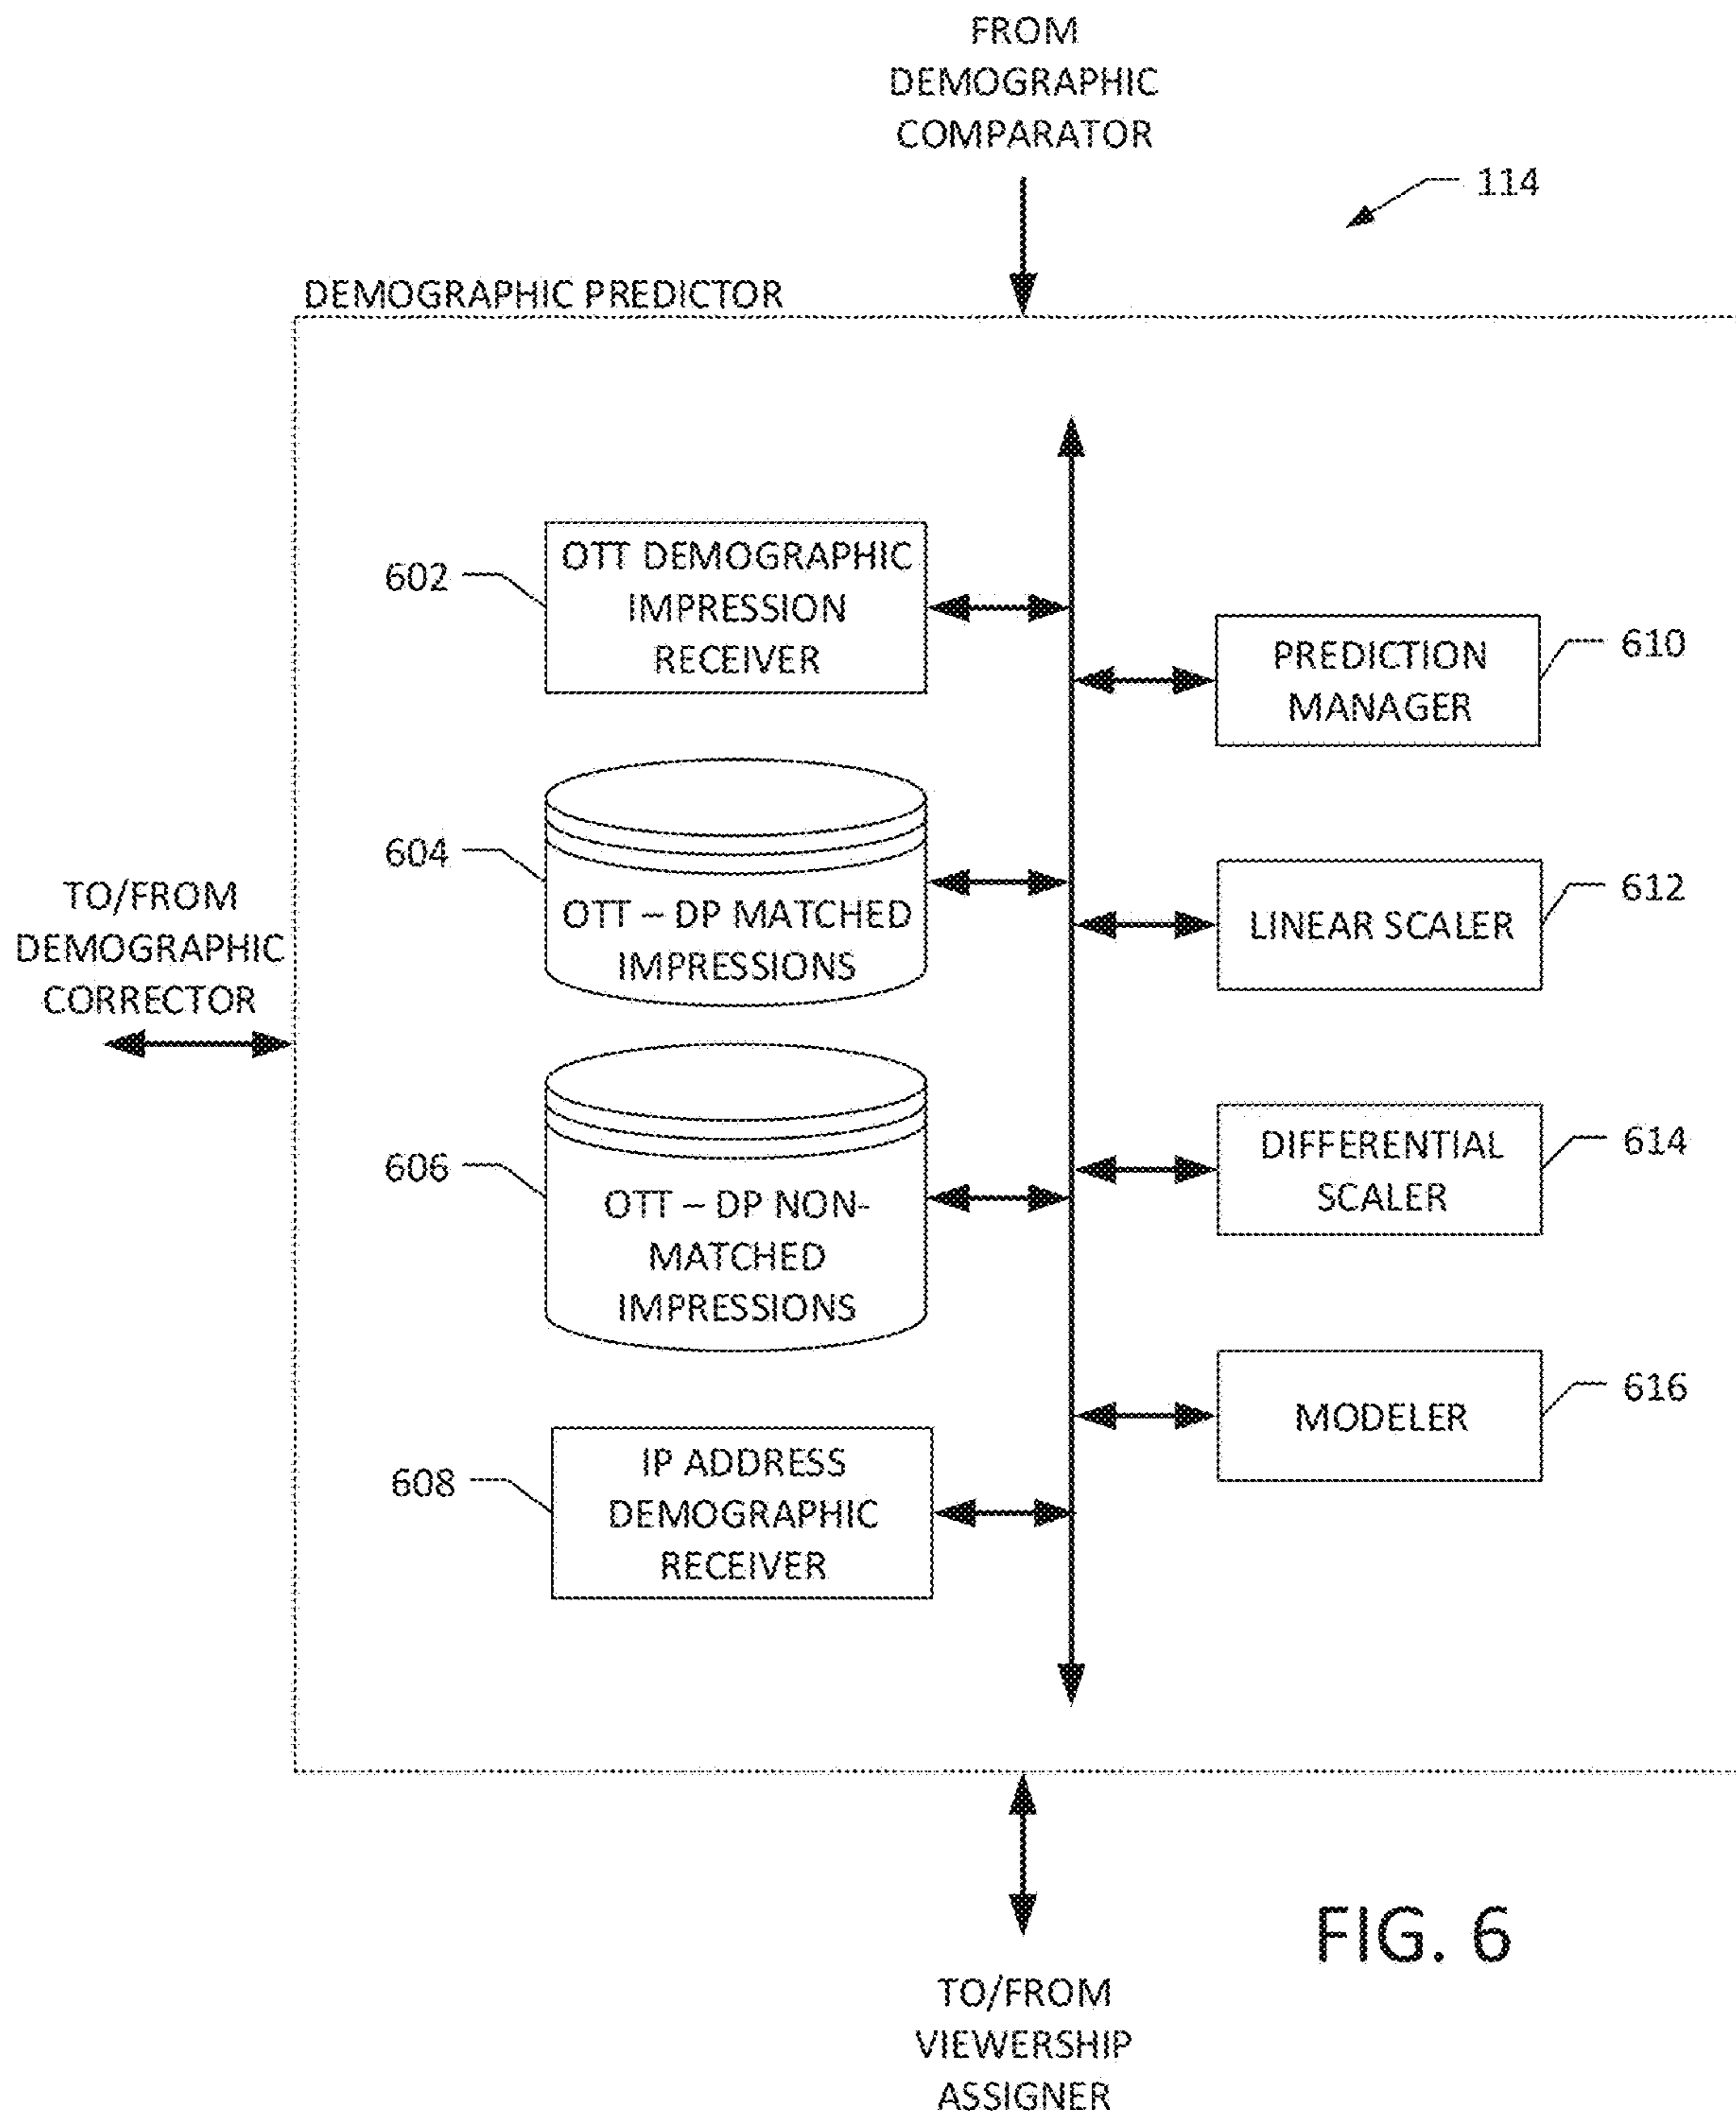 FROM
DEMOGRAPHIC
COMPARATOR
114
DEMOGRAPHIC PREDICTOR
602
OTT DEMOGRAPHIC
IMPRESSION
RECEIVER
604
OTT – DP MATCHED
IMPRESSIONS
TO/FROM
DEMOGRAPHIC
CORRECTOR
606
OTT – DP NON-
MATCHED
IMPRESSIONS
608
IP ADDRESS
DEMOGRAPHIC
RECEIVER
610
PREDICTION
MANAGER
612
LINEAR SCALER
614
DIFFERENTIAL
SCALER
616
MODELER
TO/FROM
VIEWERSHIP
ASSIGNER
FIG. 6